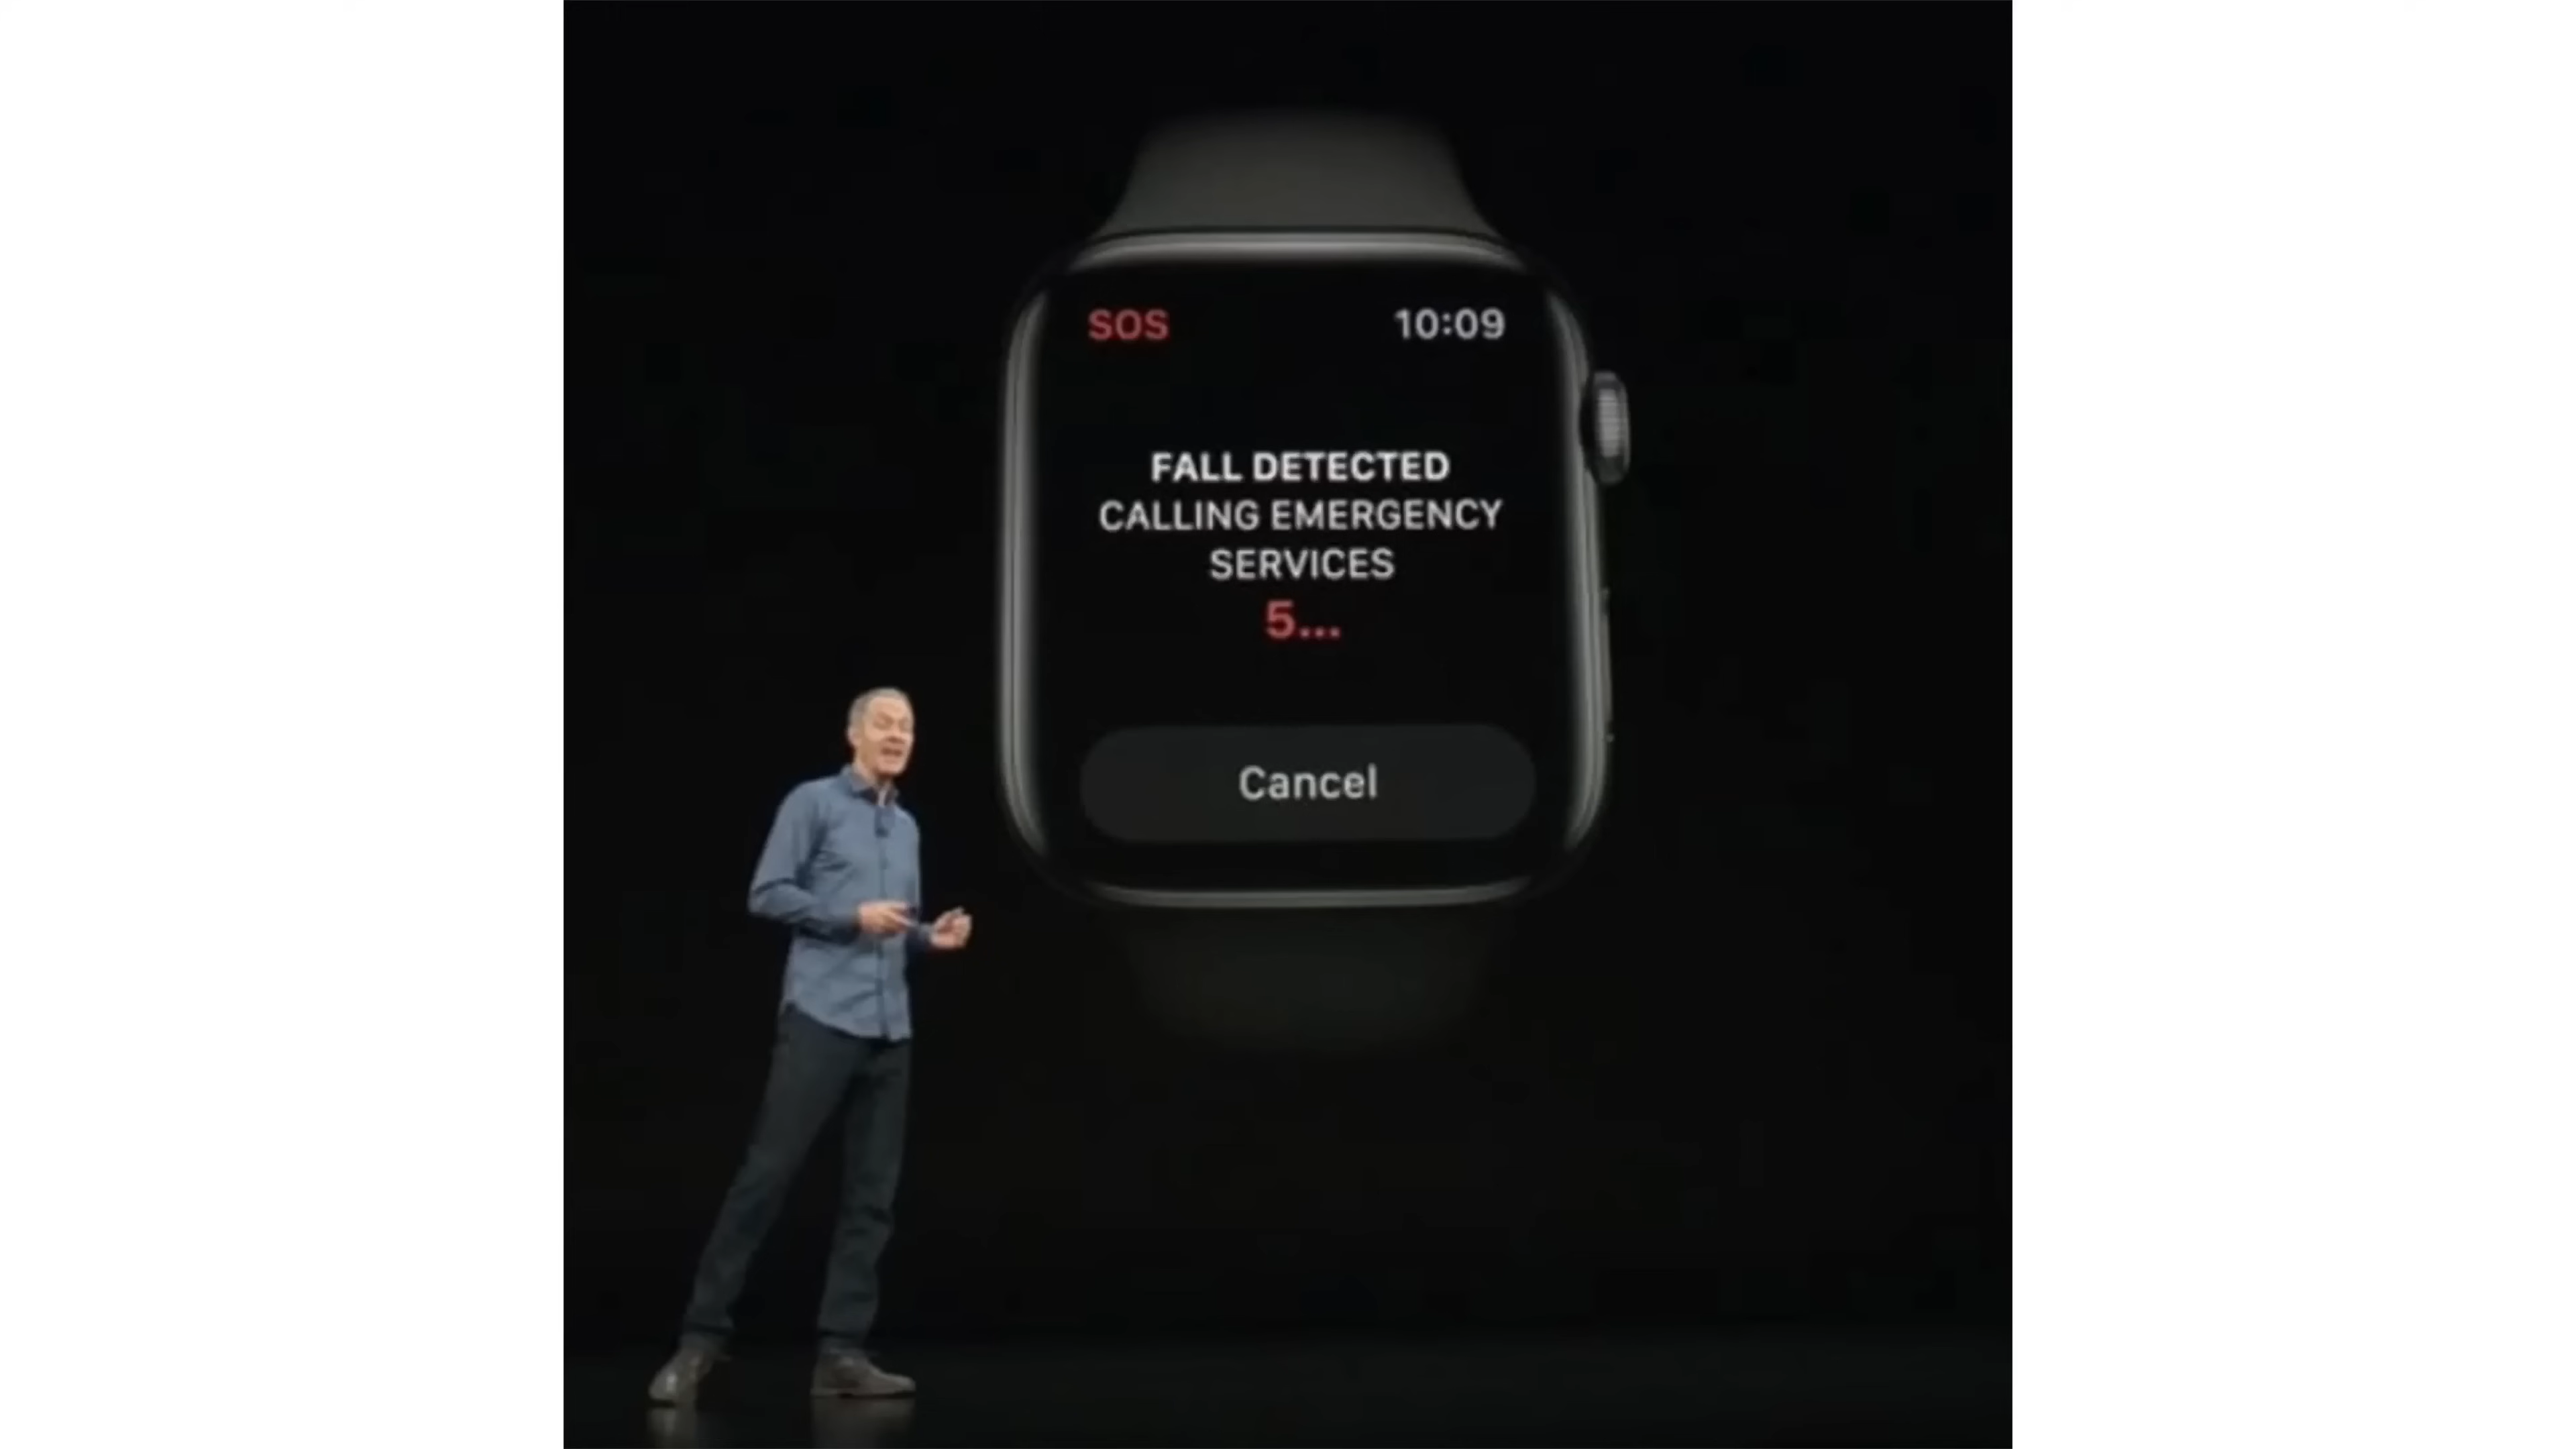 SOS 10:09
FALL DETECTED
CALLING EMERGENCY
SERVICES
5...
Cancel